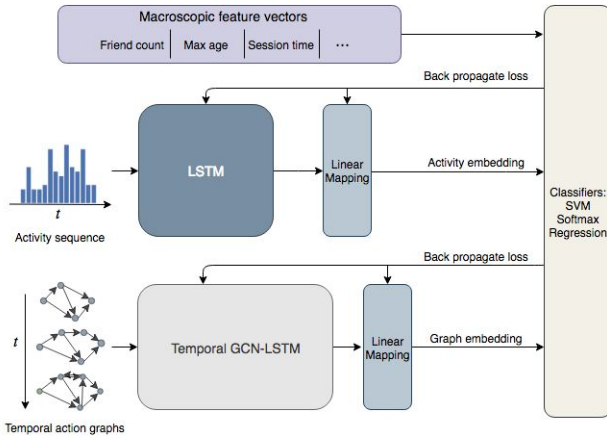 Macroscopic feature vectors
Friend count Max age Session time ...
Back propagate loss
LSTM
Linear
Mapping
Activity embedding
t
Activity sequence
Classifiers:
SVM
Softmax
Regression
Back propagate loss
t
Temporal GCN-LSTM
Linear
Mapping
Graph embedding
Temporal action graphs